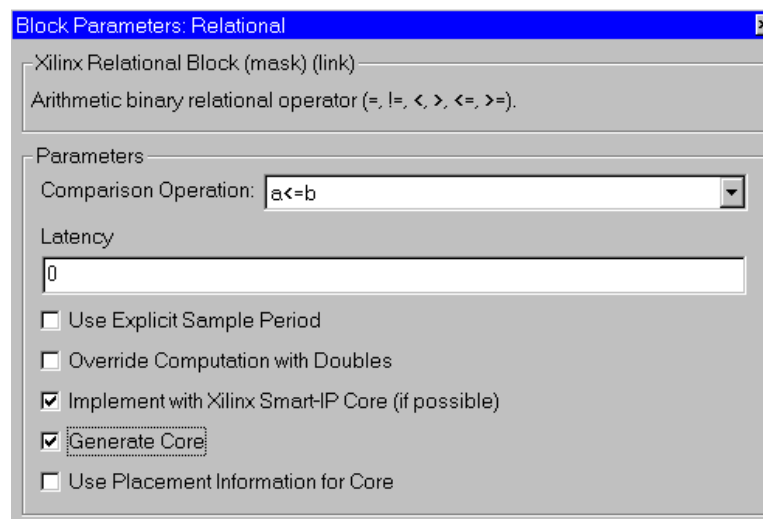 Block Parameters: Relational
Xilinx Relational Block (mask) (link)
Arithmetic binary relational operator (=, !=, <, >, <=, >=).
Parameters
Comparison Operation: a<=b
Latency
0
Use Explicit Sample Period
Override Computation with Doubles
Implement with Xilinx Smart-IP Core (if possible)
Generate Core
Use Placement Information for Core